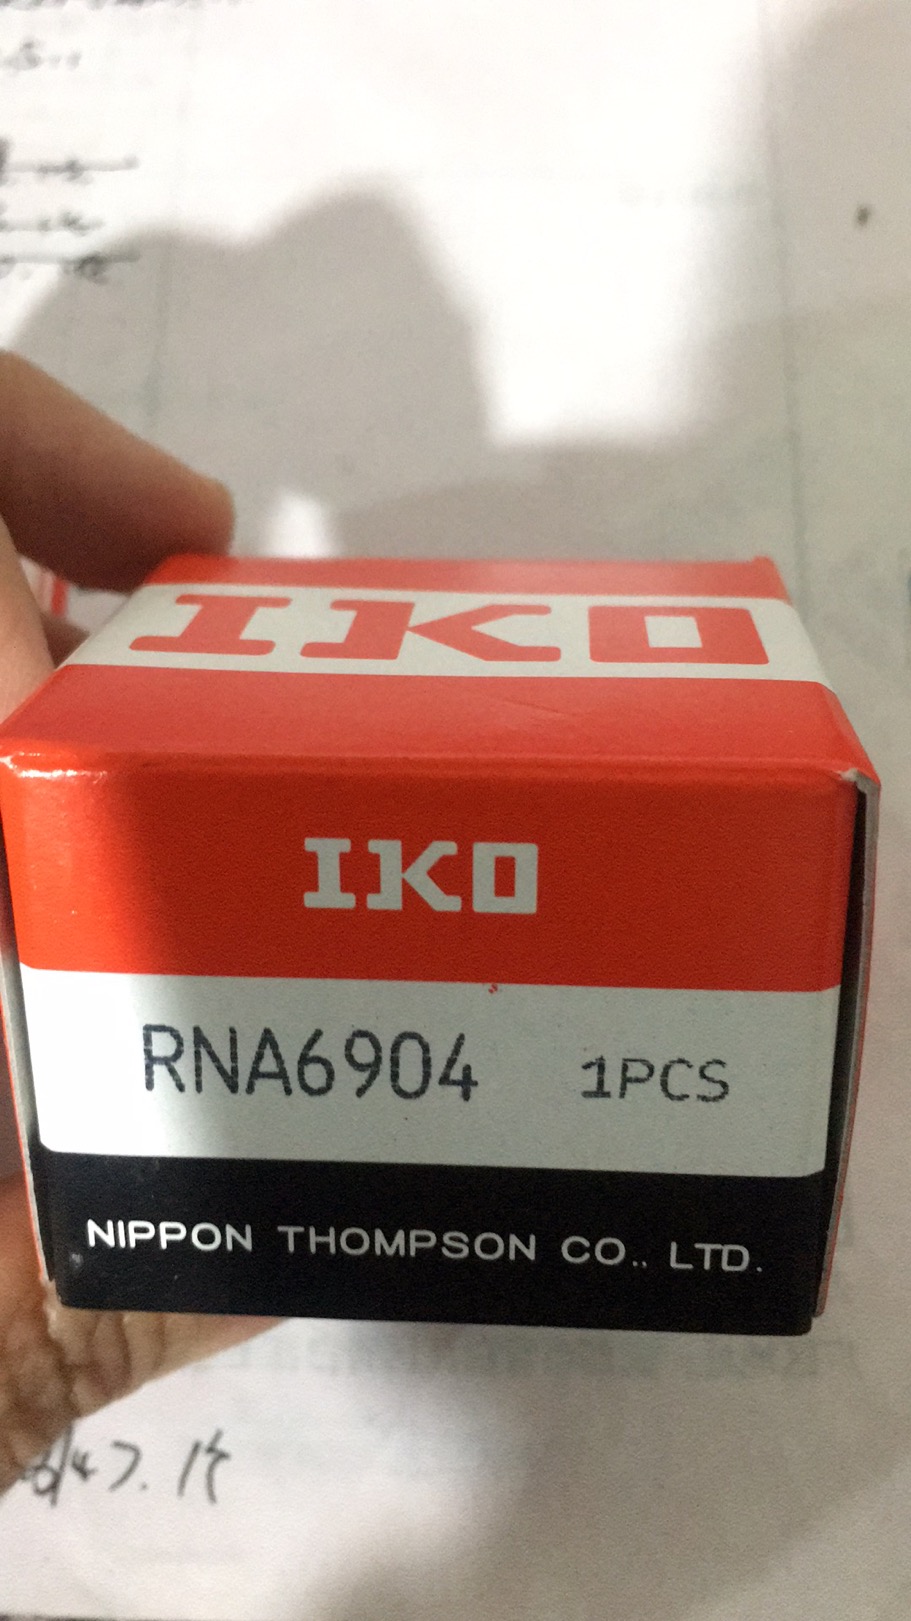 IKO
IKO
RNA6904 1PCS
NIPPON THOMPSON CO., LTD.